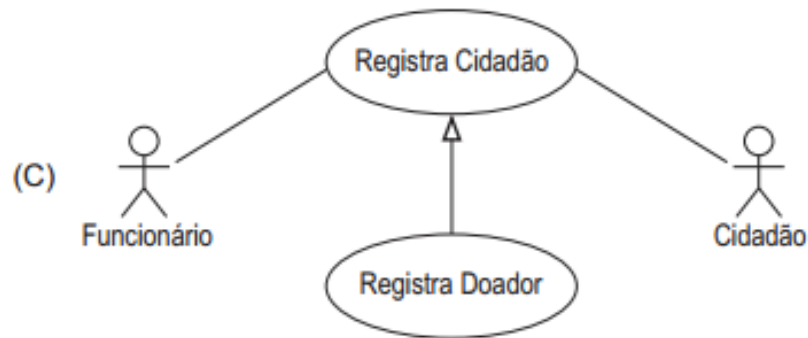 Registra Cidadão
(C)
Funcionário
Cidadão
Registra Doador